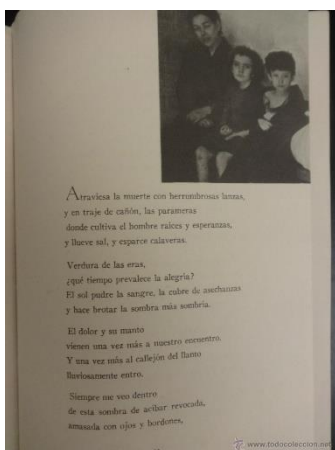 Atraviesa la muerte con herrumbrosas lanzas,
y en traje de cañón, las parameras
donde cultiva el hombre raíces y esperanzas,
y llueve sal, y esparce calaveras.
Verdura de las eras,
¿qué tiempo prevalece la alegría?
El sol pudre la sangre, la cubre de asechanzas
y hace brotar la sombra más sombría.
El dolor y su manto
vienen una vez más a nuestro encuentro.
Y una vez más al callejón del llanto
lluviosamente entro.
Siempre me veo dentro
de esta sombra de acíbar revocada,
amasada con ojos y bordones,
www.todocoleccion.net